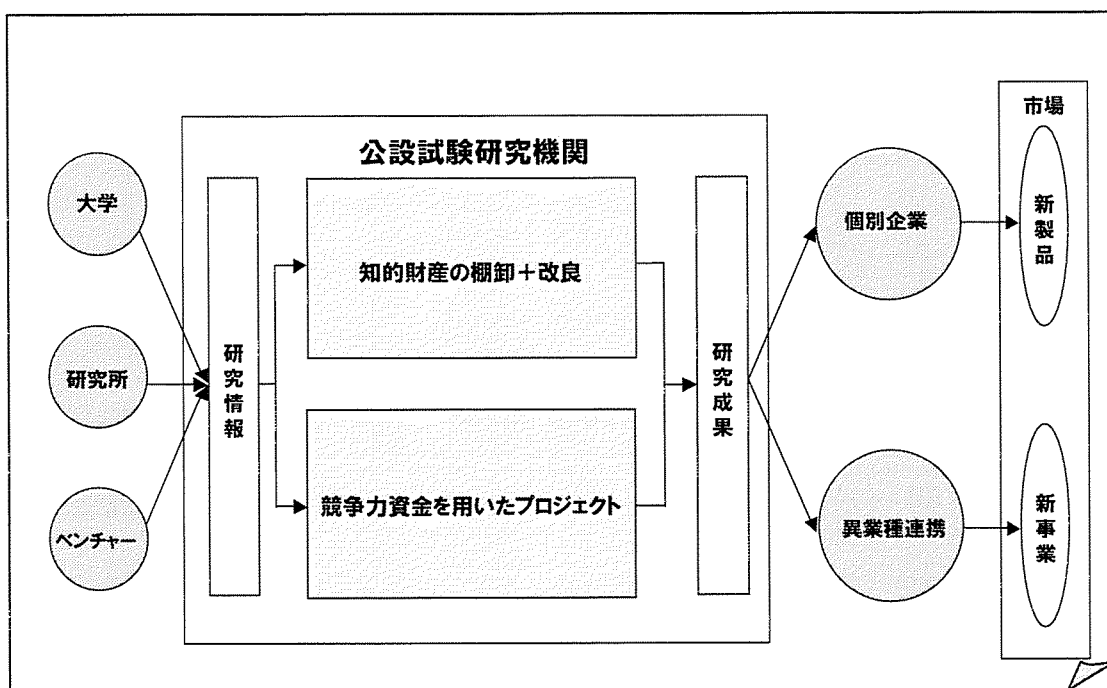 公設試験研究機関
大学
研究所
ベンチャー
研究情報
知的財産の棚卸＋改良
競争力資金を用いたプロジェクト
研究成果
個別企業
異業種連携
市場
新製品
新事業